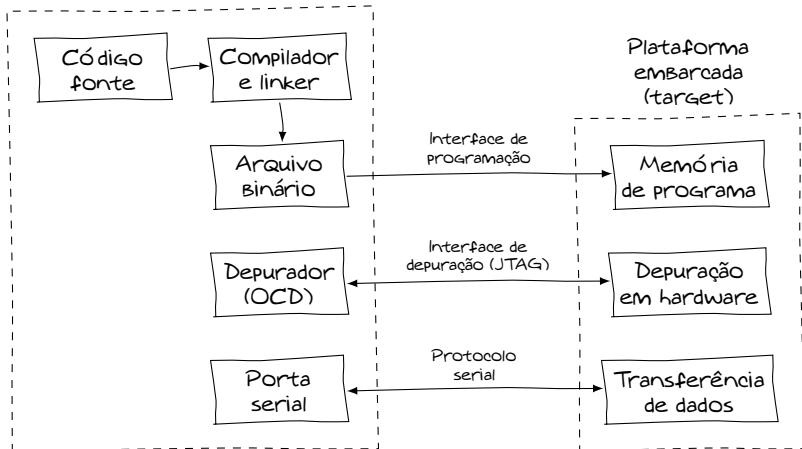 Código
fonte
Compilador
e linker
Plataforma
embarcada
(target)
Arquivo
binário
Interface de
programação
Memória
de programa
Depurador
(OCD)
Interface de
depuração (JTAG)
Depuração
em hardware
Porta
serial
Protocolo
serial
Transferência
de dados